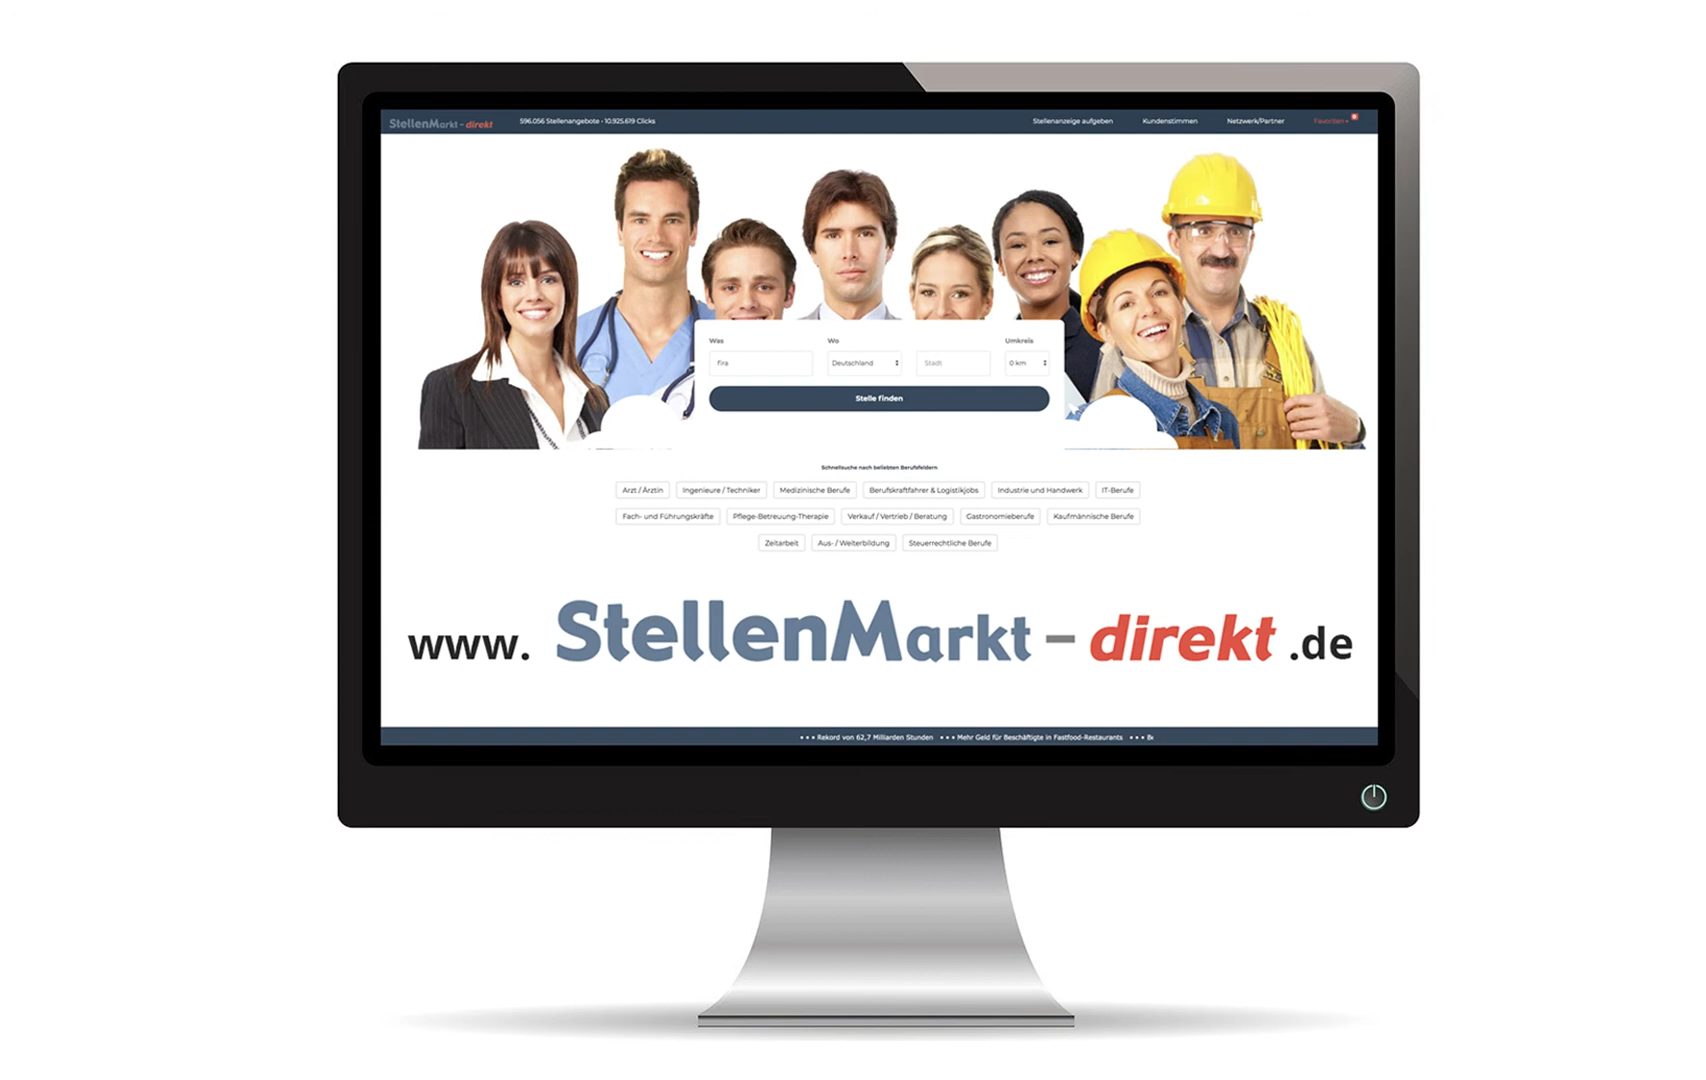 StellenMarkt - direkt 596.056 Stellenangebote - 10.925.619 Clicks Stellenanzeige aufgeben Kundenstimmen Netzwerk/Partner Favoriten
Was Wo Umkreis
fira Deutschland Stadt 0 km
Stelle finden
Schnellsuche nach beliebten Berufsfeldern
Arzt / Ärztin Ingenieure / Techniker Medizinische Berufe Berufskraftfahrer & Logistikjobs Industrie und Handwerk IT-Berufe
Fach- und Führungskräfte Pflege-Betreuung-Therapie Verkauf / Vertrieb / Beratung Gastronomieberufe Kaufmännische Berufe
Zeitarbeit Aus- / Weiterbildung Steuerrechtliche Berufe
www. StellenMarkt - direkt .de
• • • Rekord von 62,7 Milliarden Stunden • • • Mehr Geld für Beschäftigte in Fastfood-Restaurants • • •